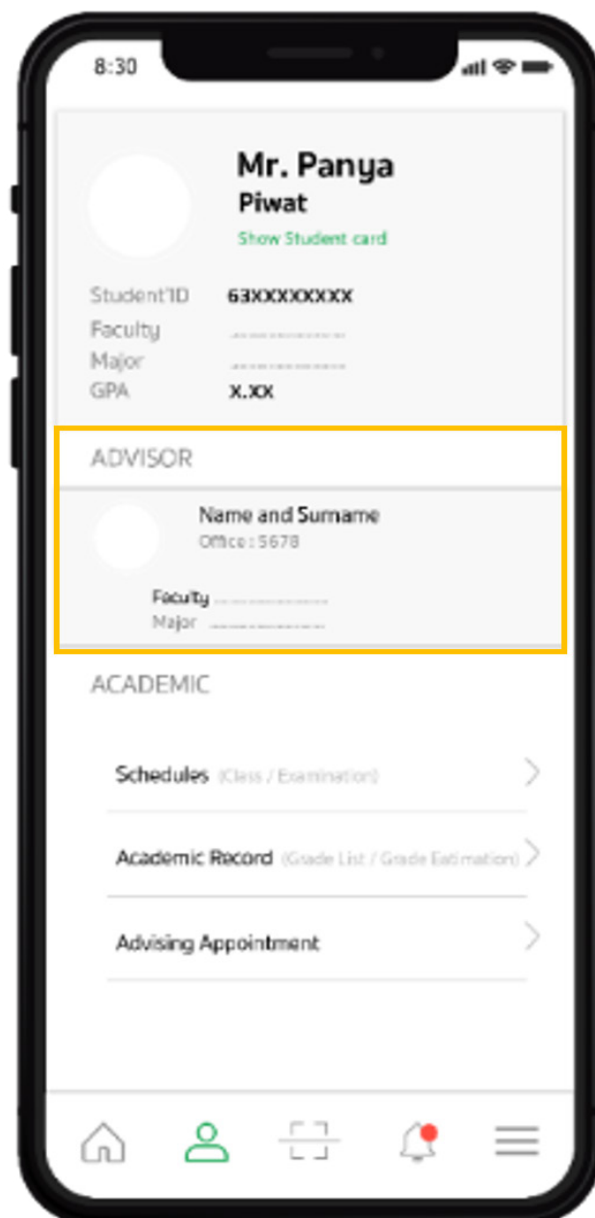 8:30
Mr. Panya
Piwat
Show Student card
Student'ID 63XXXXXXXX
Faculty ....................
Major ....................
GPA X.XX
ADVISOR
Name and Surname
Office : 5678
Faculty ....................
Major ....................
ACADEMIC
Schedules (Class / Examination)
Academic Record (Grade List / Grade Eatimation)
Advising Appointment